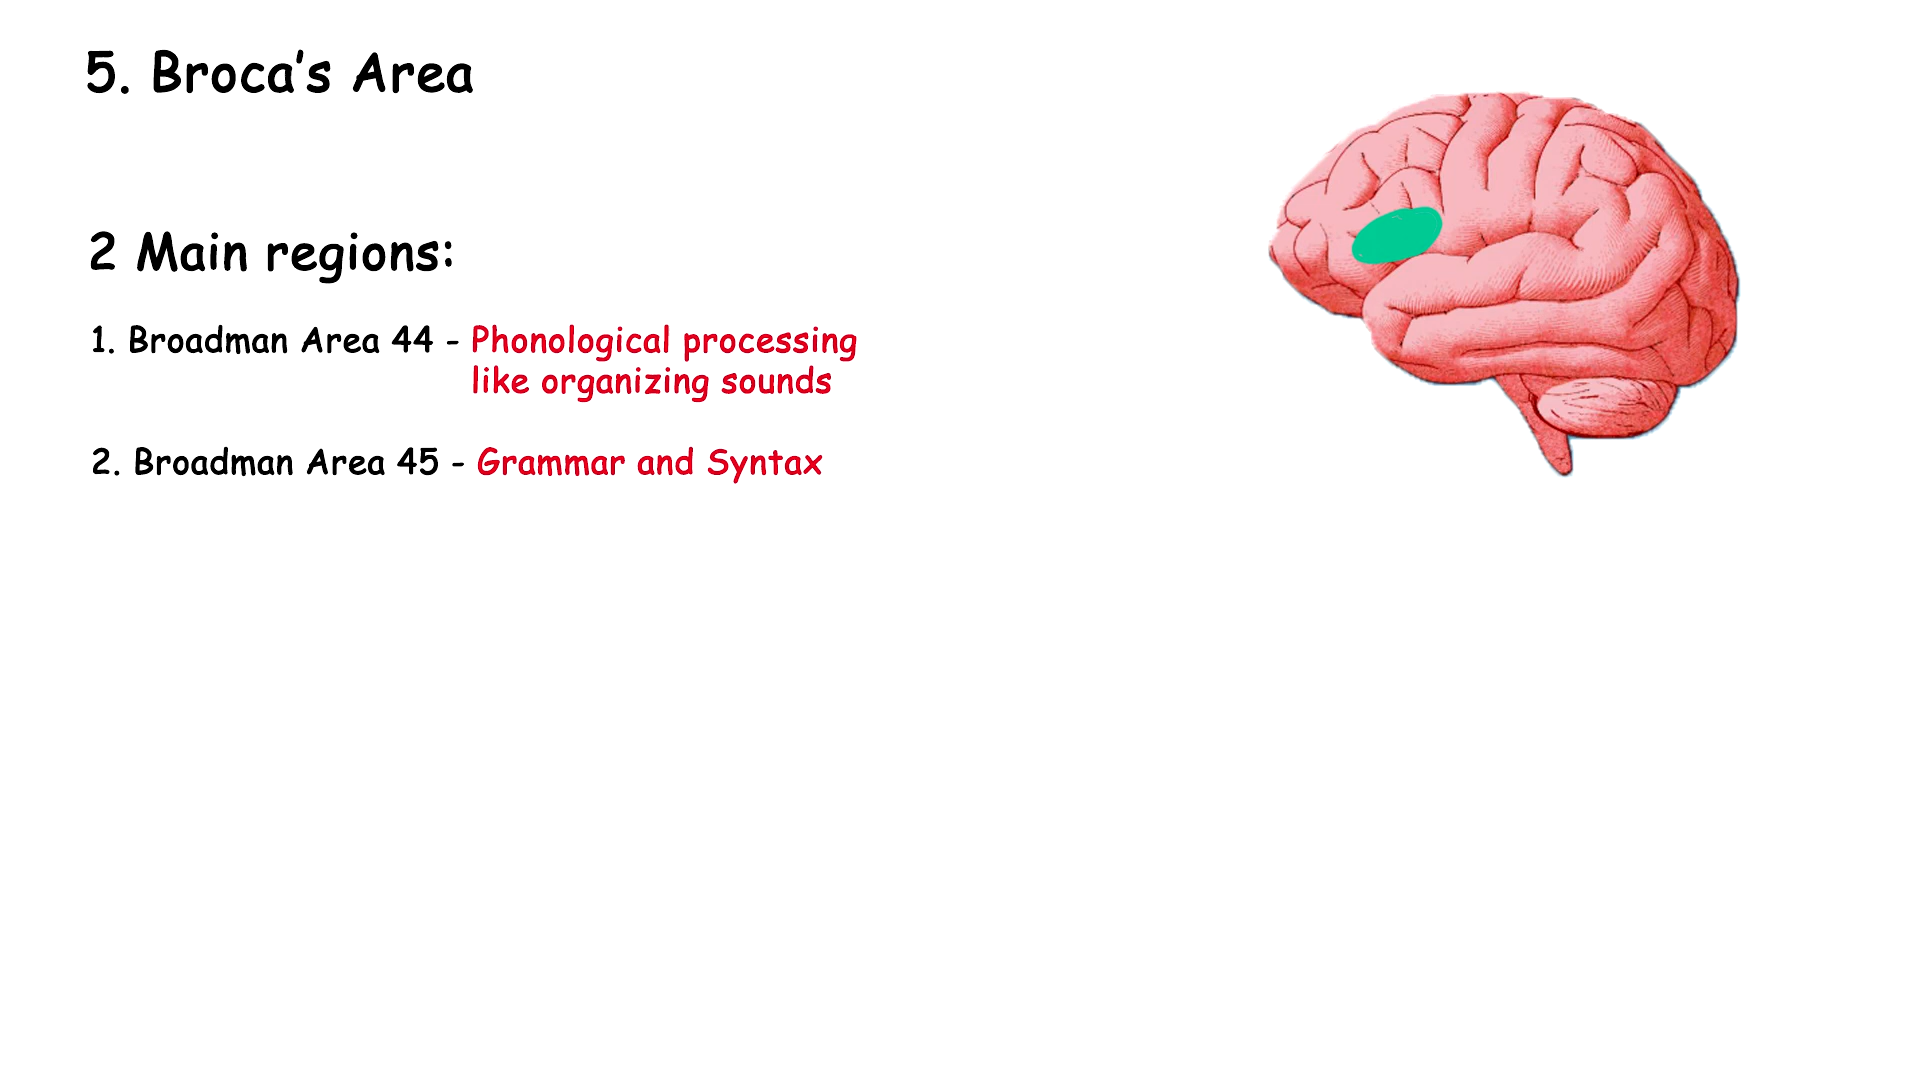 5. Broca’s Area
2 Main regions:
1. Broadman Area 44 - Phonological processing
like organizing sounds
2. Broadman Area 45 - Grammar and Syntax